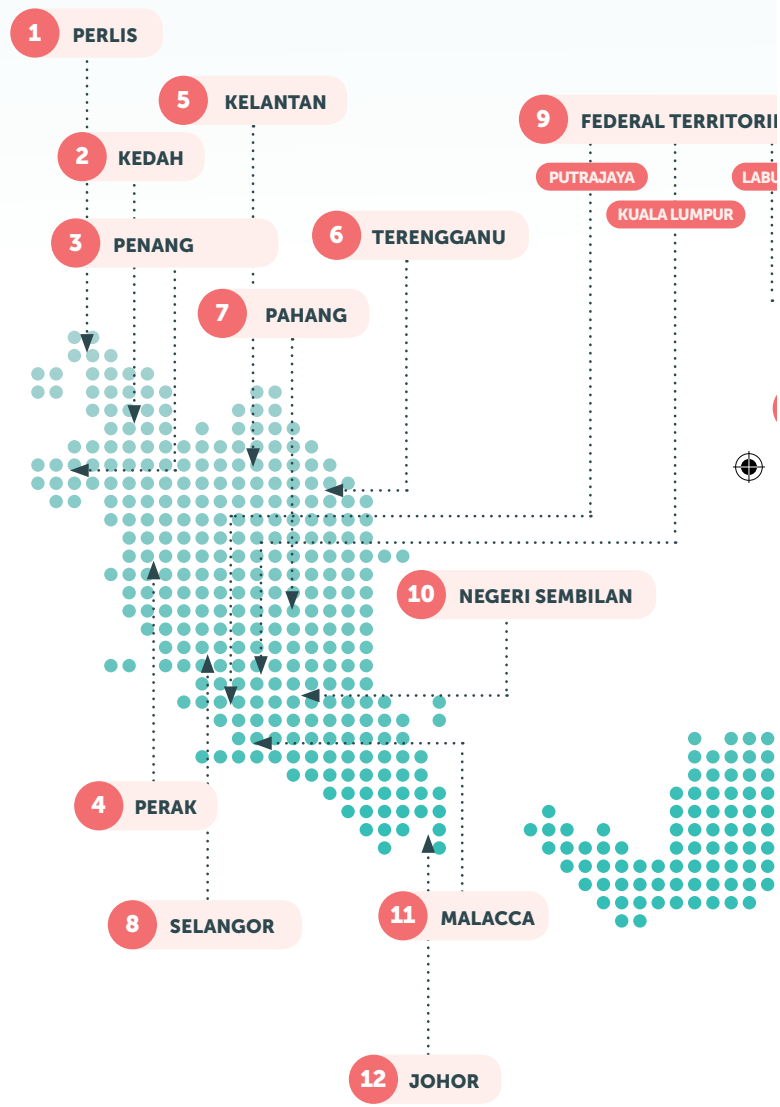 1 PERLIS
5 KELANTAN
9 FEDERAL TERRITORI
2 KEDAH
PUTRAJAYA
LABU
KUALA LUMPUR
3 PENANG
6 TERENGGANU
7 PAHANG
10 NEGERI SEMBILAN
4 PERAK
8 SELANGOR
11 MALACCA
12 JOHOR